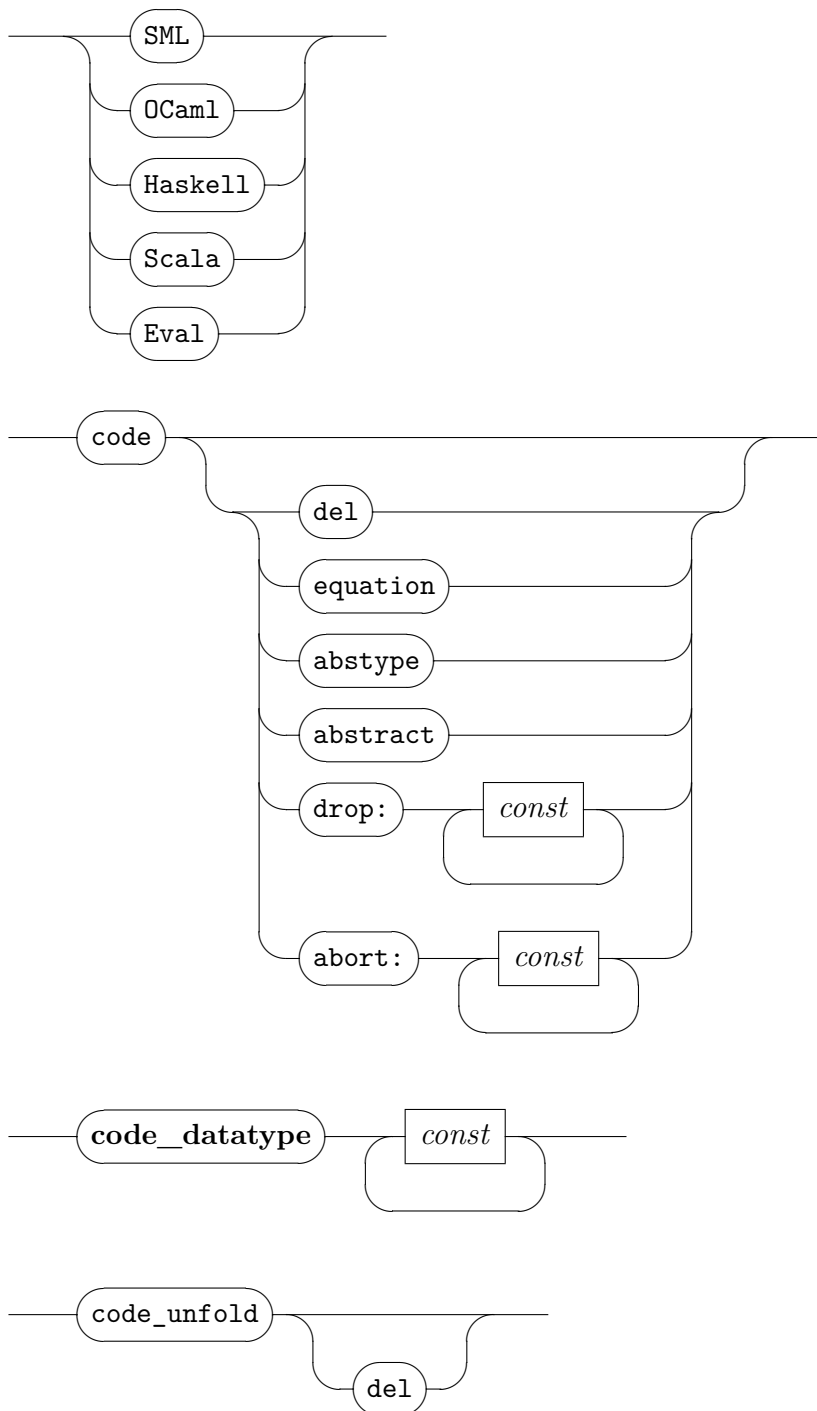 SML
OCaml
Haskell
Scala
Eval
code
del
equation
abstype
abstract
drop: const
abort: const
code_datatype const
code_unfold
del